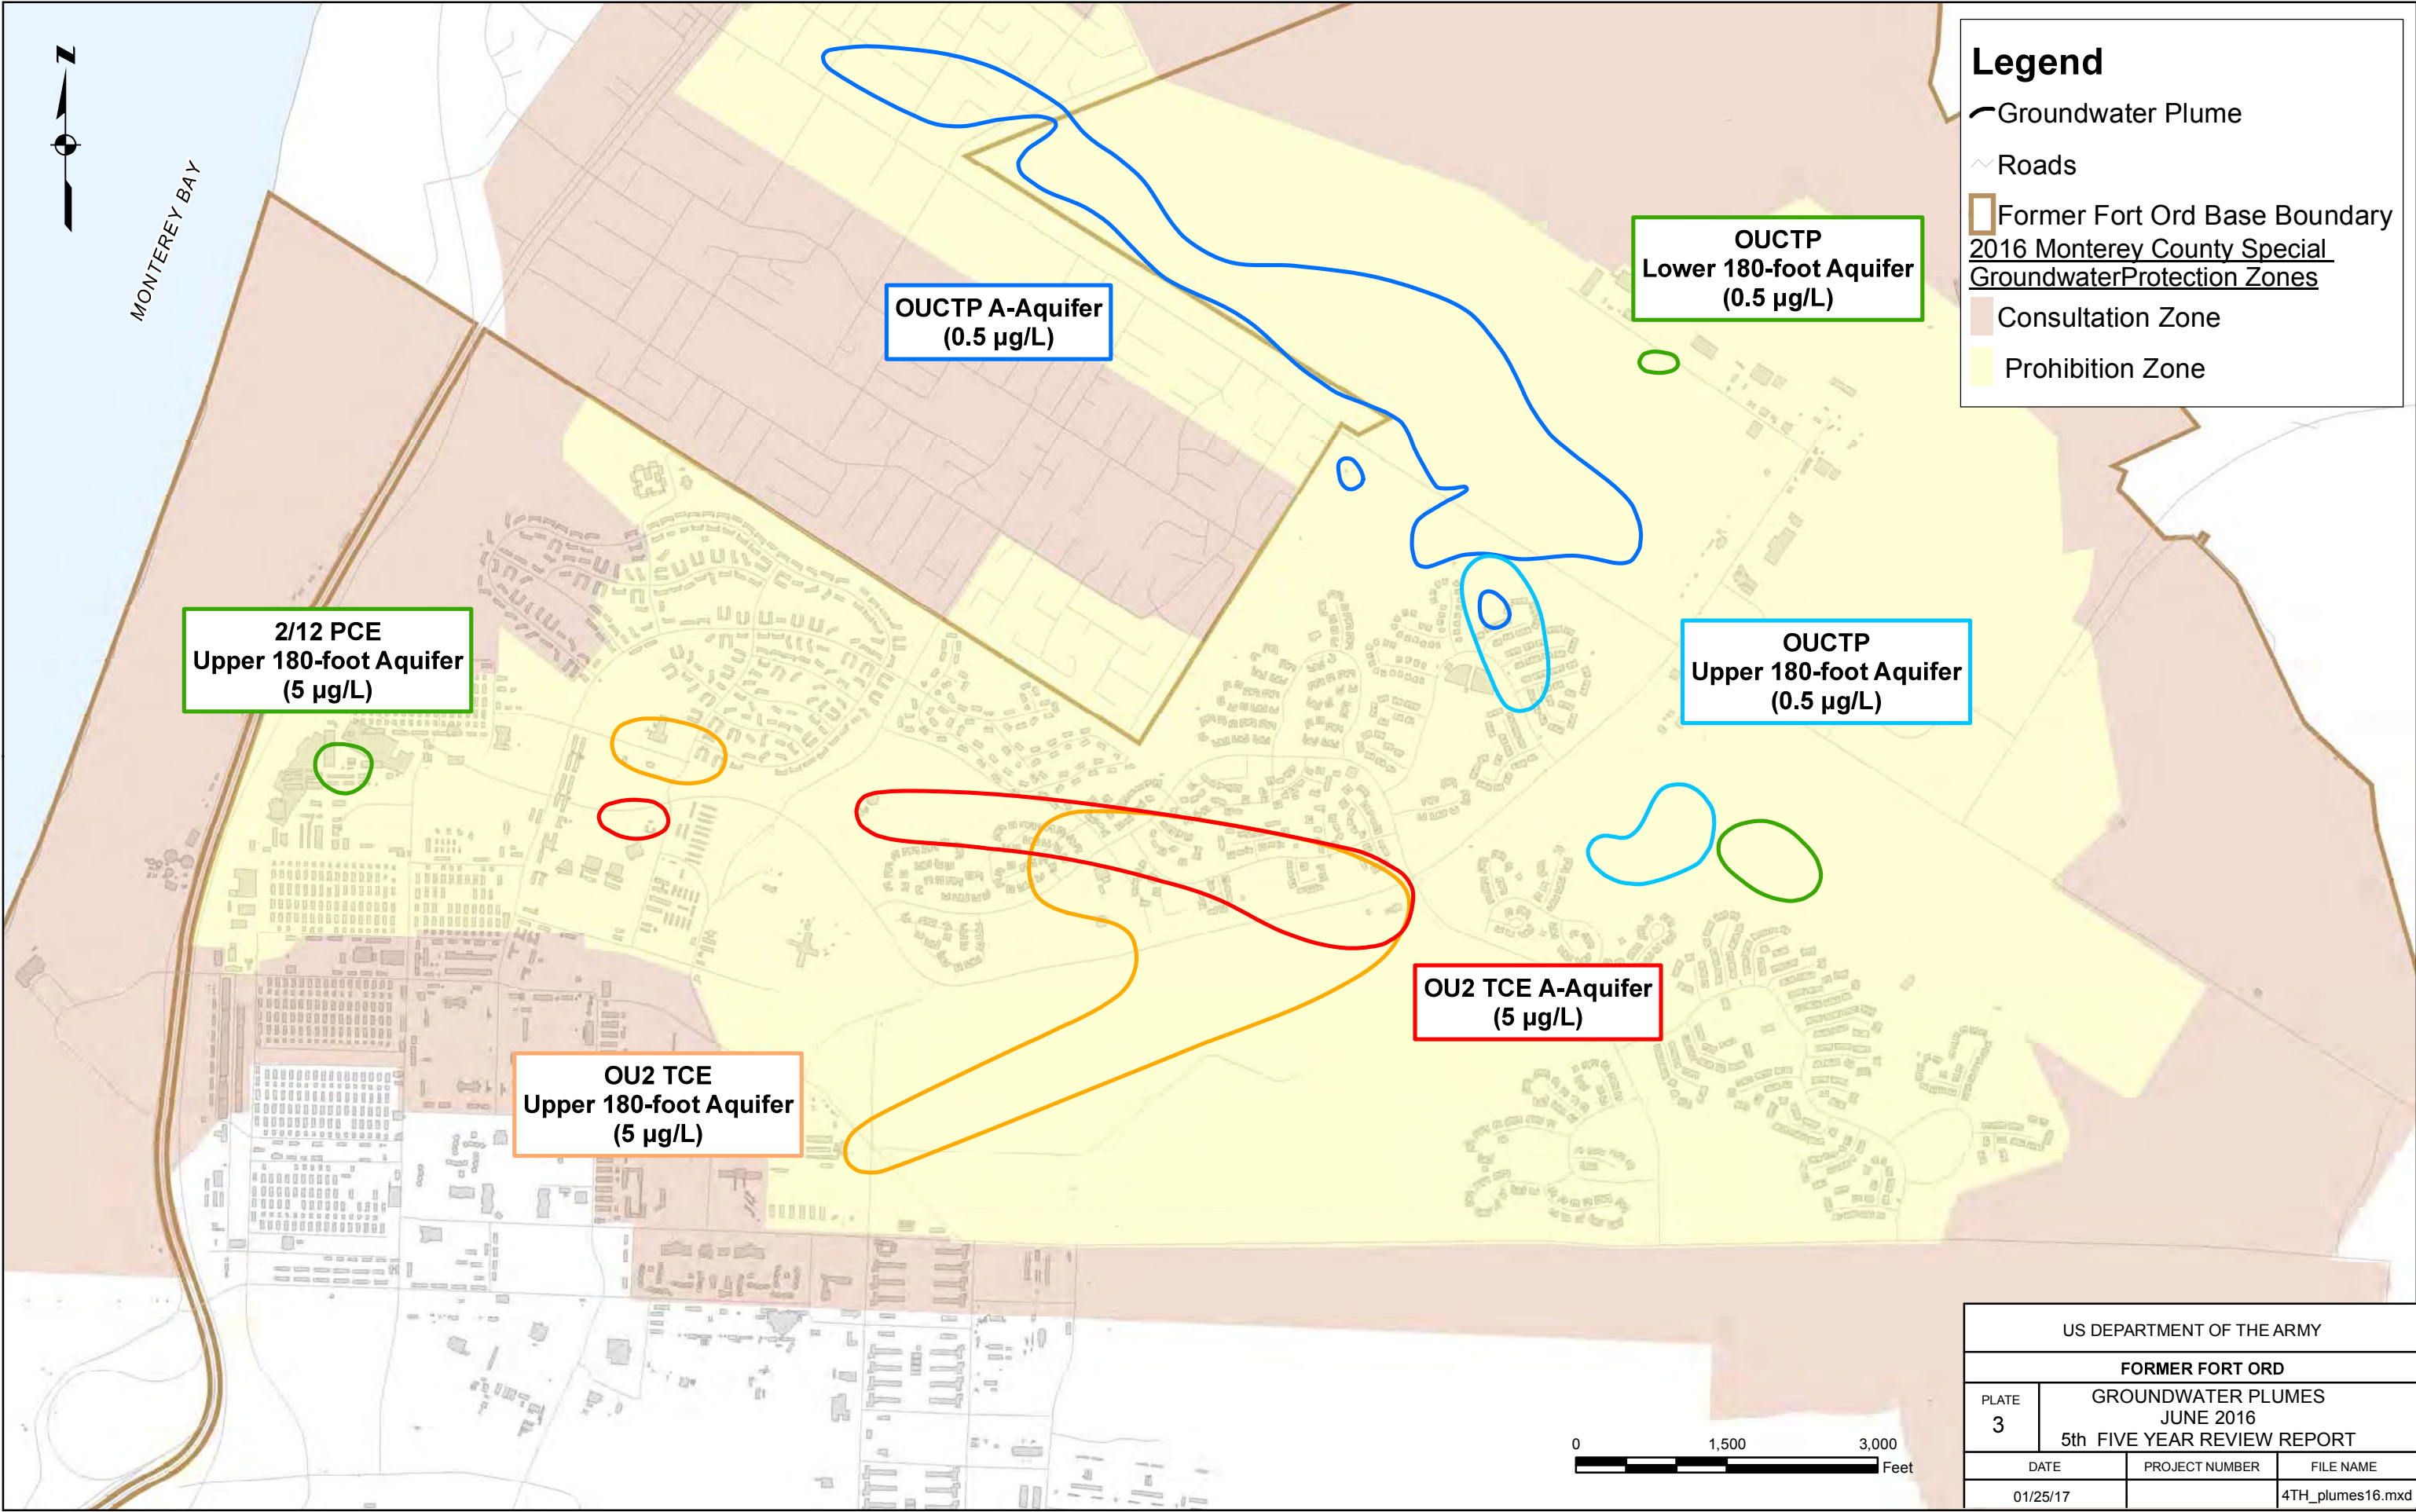 N
MONTEREY BAY
Legend
Groundwater Plume
Roads
Former Fort Ord Base Boundary
2016 Monterey County Special
GroundwaterProtection Zones
Consultation Zone
Prohibition Zone
OUCTP
Lower 180-foot Aquifer
(0.5 µg/L)
OUCTP A-Aquifer
(0.5 µg/L)
2/12 PCE
Upper 180-foot Aquifer
(5 µg/L)
OUCTP
Upper 180-foot Aquifer
(0.5 µg/L)
OU2 TCE A-Aquifer
(5 µg/L)
OU2 TCE
Upper 180-foot Aquifer
(5 µg/L)
0 1,500 3,000
Feet
US DEPARTMENT OF THE ARMY
FORMER FORT ORD
PLATE
3
GROUNDWATER PLUMES
JUNE 2016
5th FIVE YEAR REVIEW REPORT
DATE PROJECT NUMBER FILE NAME
01/25/17 4TH_plumes16.mxd